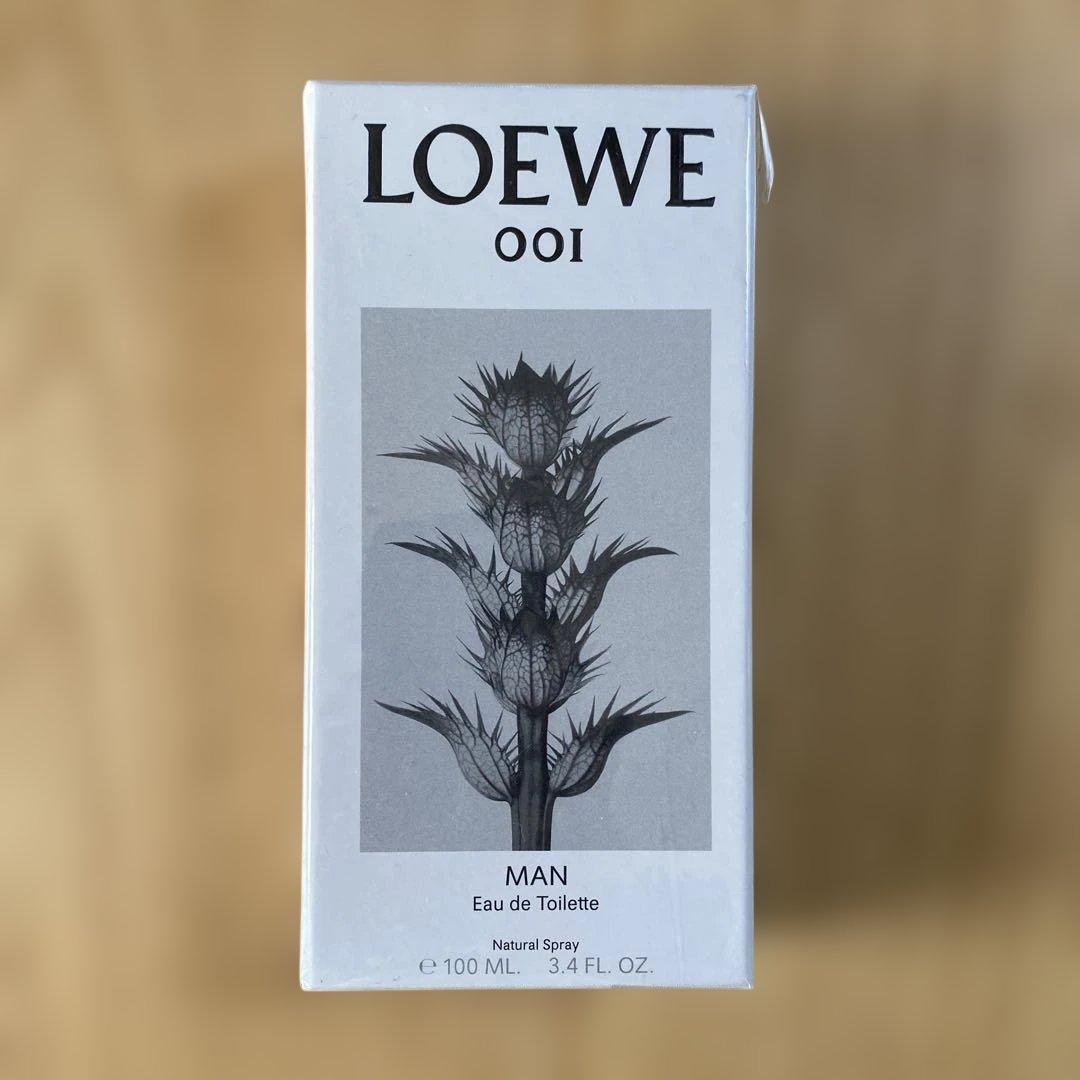 LOEWE
001
MAN
Eau de Toilette
Natural Spray
℮ 100 ML. 3.4 FL. OZ.